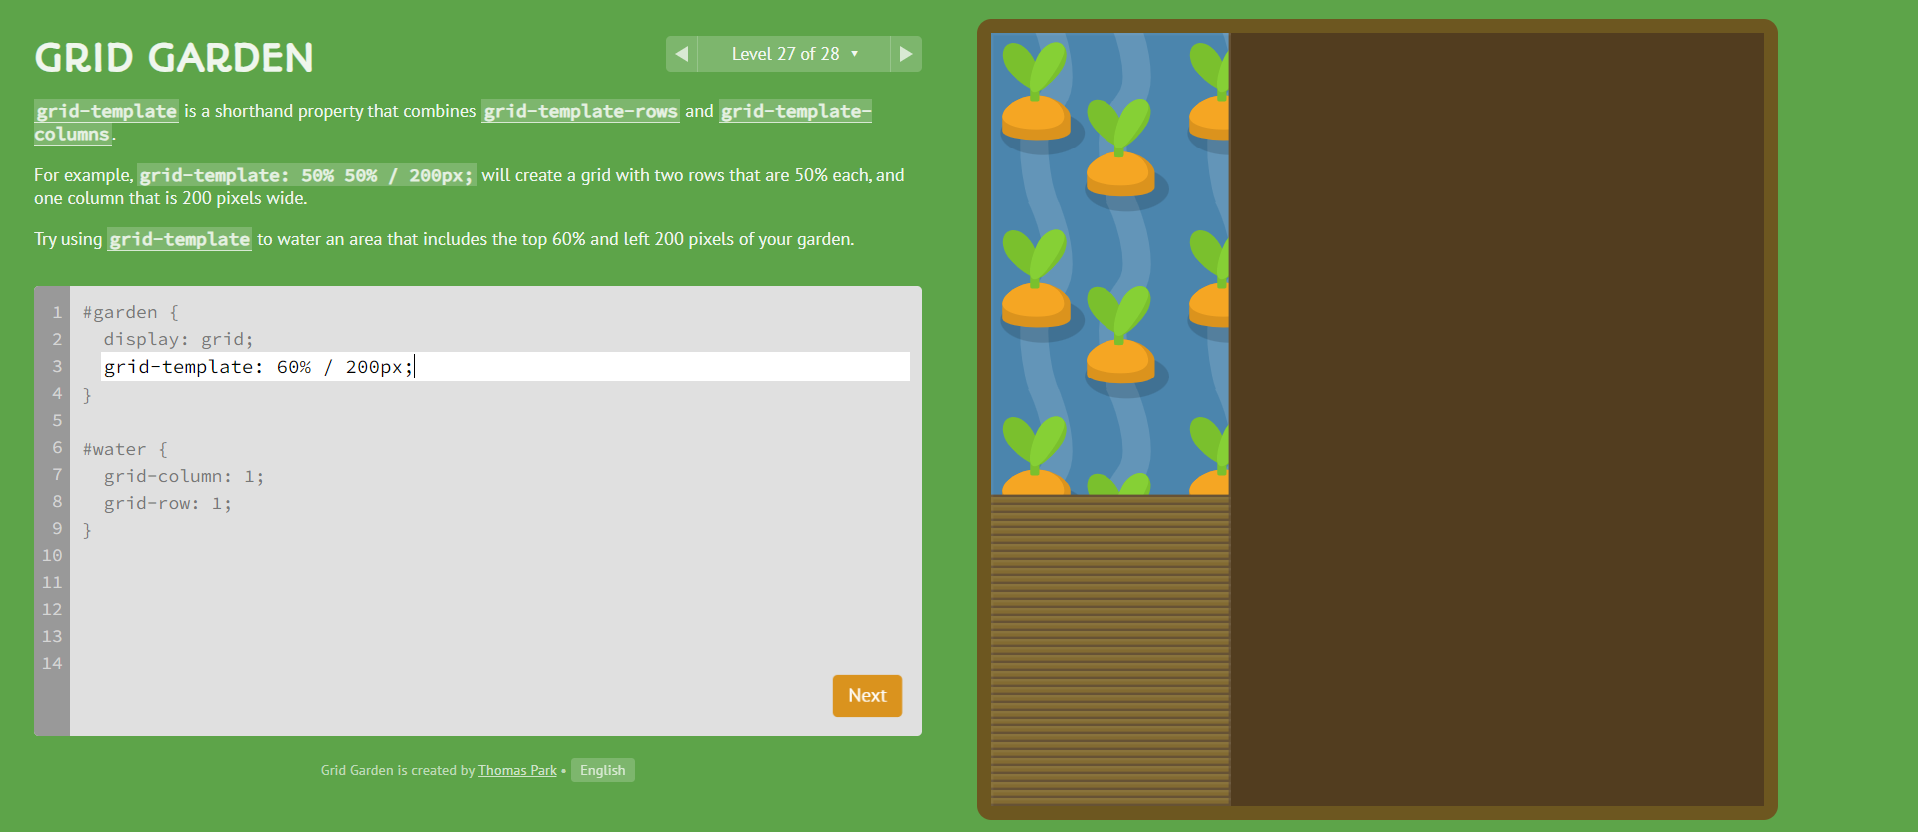 GRID GARDEN
◀ Level 27 of 28 ▾ ▶
grid-template is a shorthand property that combines grid-template-rows and grid-template-
columns.
For example, grid-template: 50% 50% / 200px; will create a grid with two rows that are 50% each, and
one column that is 200 pixels wide.
Try using grid-template to water an area that includes the top 60% and left 200 pixels of your garden.
1 #garden {
2 display: grid;
3 grid-template: 60% / 200px;
4 }
5
6 #water {
7 grid-column: 1;
8 grid-row: 1;
9 }
10
11
12
13
14
Next
Grid Garden is created by Thomas Park • English